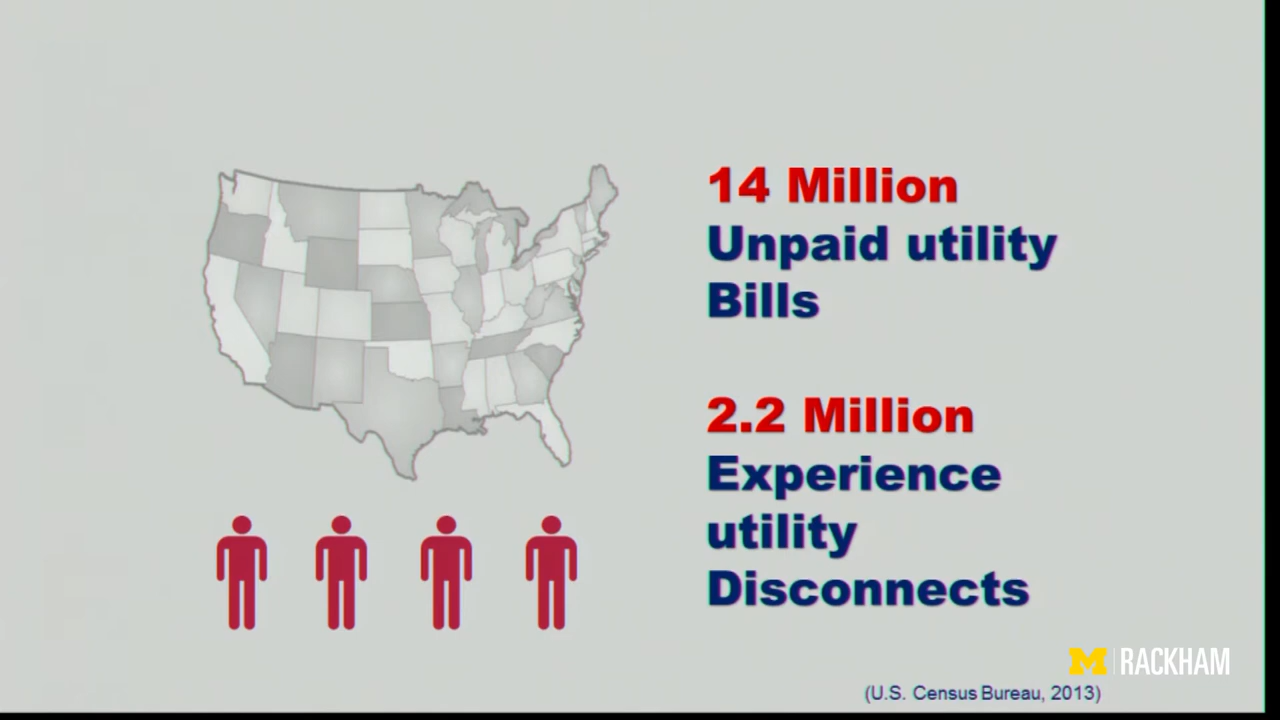 14 Million
Unpaid utility
Bills
2.2 Million
Experience
utility
Disconnects
M RACKHAM
(U.S. Census Bureau, 2013)